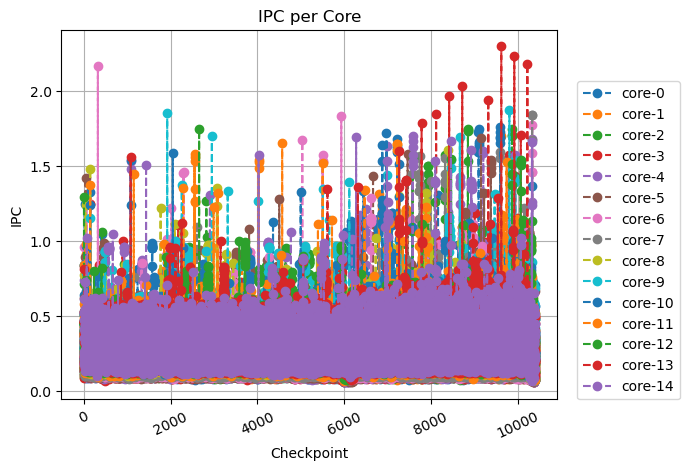 IPC per Core
IPC
2.0
1.5
1.0
0.5
0.0
0
2000
4000
6000
8000
10000
Checkpoint
core-0
core-1
core-2
core-3
core-4
core-5
core-6
core-7
core-8
core-9
core-10
core-11
core-12
core-13
core-14